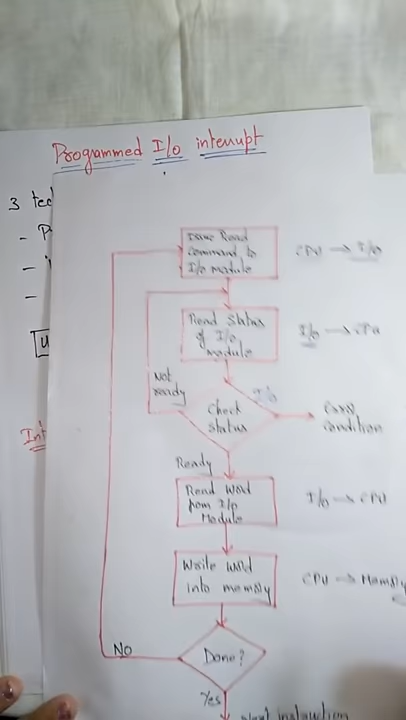 Programmed I/o interrupt
3 tec
- P
-
-
Issue Read
command to
I/o module
CPU → I/o
Read Status
of I/o
module
I/o → CPU
Not
ready
I/o
Check
status
Error
condition
Ready
Read Word
from I/o
Module
I/o → CPU
Write word
into memory
CPU → Memory
Int
No
Done?
Yes
Next instruction